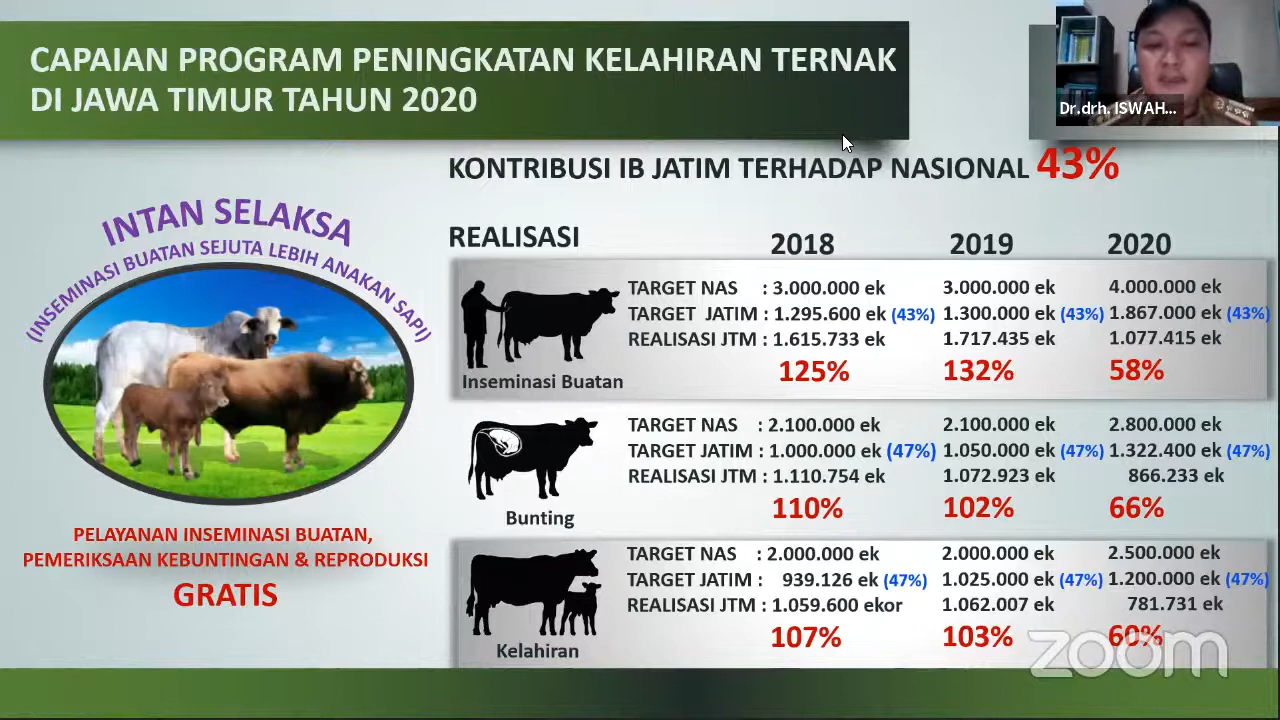 CAPAIAN PROGRAM PENINGKATAN KELAHIRAN TERNAK
DI JAWA TIMUR TAHUN 2020
Dr.drh. ISWAH...
KONTRIBUSI IB JATIM TERHADAP NASIONAL 43%
INTAN SELAKSA
(INSEMINASI BUATAN SEJUTA LEBIH ANAKAN SAPI)
PELAYANAN INSEMINASI BUATAN,
PEMERIKSAAN KEBUNTINGAN & REPRODUKSI
GRATIS
REALISASI 2018 2019 2020
TARGET NAS : 3.000.000 ek 3.000.000 ek 4.000.000 ek
TARGET JATIM : 1.295.600 ek (43%) 1.300.000 ek (43%) 1.867.000 ek (43%)
REALISASI JTM : 1.615.733 ek 1.717.435 ek 1.077.415 ek
Inseminasi Buatan 125% 132% 58%
TARGET NAS : 2.100.000 ek 2.100.000 ek 2.800.000 ek
TARGET JATIM : 1.000.000 ek (47%) 1.050.000 ek (47%) 1.322.400 ek (47%)
REALISASI JTM : 1.110.754 ek 1.072.923 ek 866.233 ek
Bunting 110% 102% 66%
TARGET NAS : 2.000.000 ek 2.000.000 ek 2.500.000 ek
TARGET JATIM : 939.126 ek (47%) 1.025.000 ek (47%) 1.200.000 ek (47%)
REALISASI JTM : 1.059.600 ekor 1.062.007 ek 781.731 ek
Kelahiran 107% 103% 60%
zoom